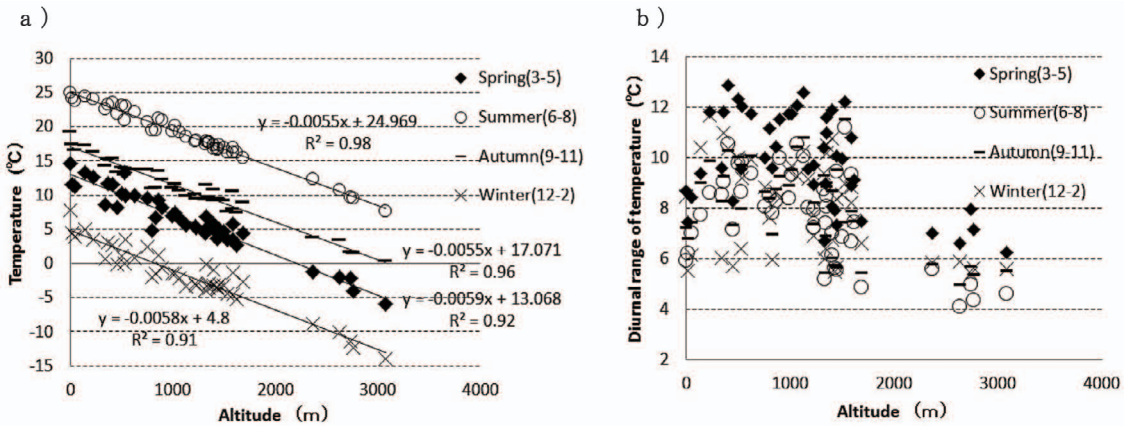 a )
30
25
20
15
10
5
0
-5
-10
-15
Temperature (℃)
0
1000
2000
3000
4000
Altitude (m)
Spring(3-5)
Summer(6-8)
Autumn(9-11)
Winter(12-2)
y = -0.0055x + 24.969
R² = 0.98
y = -0.0055x + 17.071
R² = 0.96
y = -0.0059x + 13.068
R² = 0.92
y = -0.0058x + 4.8
R² = 0.91
b )
14
12
10
8
6
4
2
Diurnal range of temperature (℃)
0
1000
2000
3000
4000
Altitude (m)
Spring(3-5)
Summer(6-8)
Autumn(9-11)
Winter(12-2)